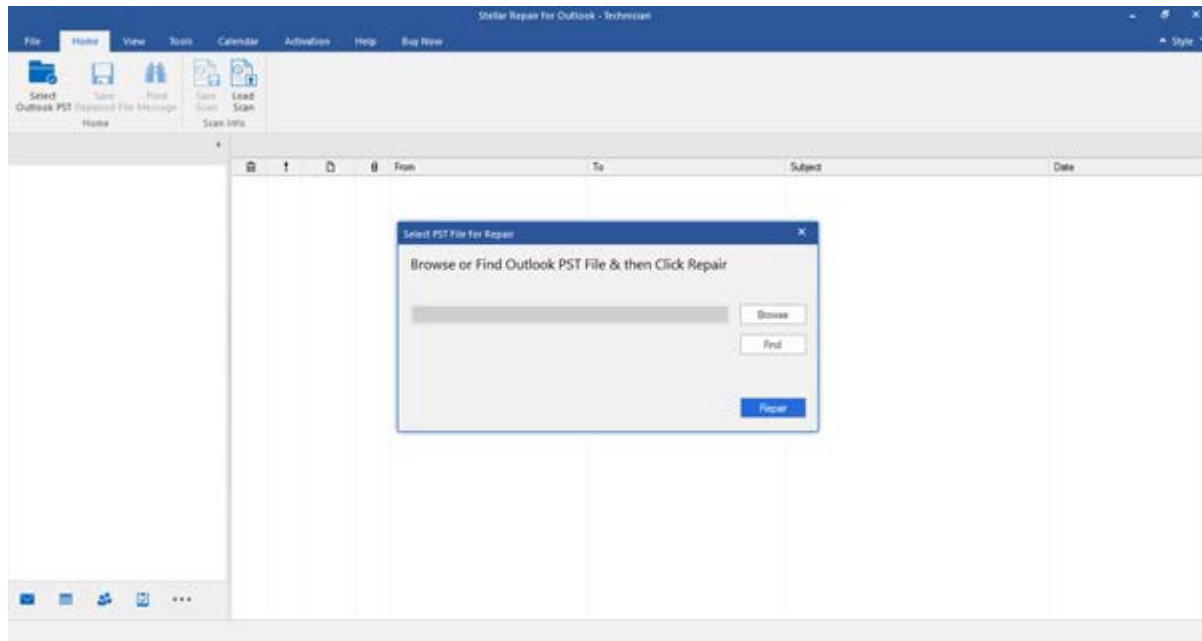 Stellar Repair for Outlook - Technician
File Home View Tools Calendar Activation Help Buy Now Style
Select Outlook PST
Save Repaired File
Find Message
Save Scan
Load Scan
Home Scan Info
From To Subject Date
Select PST File for Repair
Browse or Find Outlook PST File & then Click Repair
Browse
Find
Repair